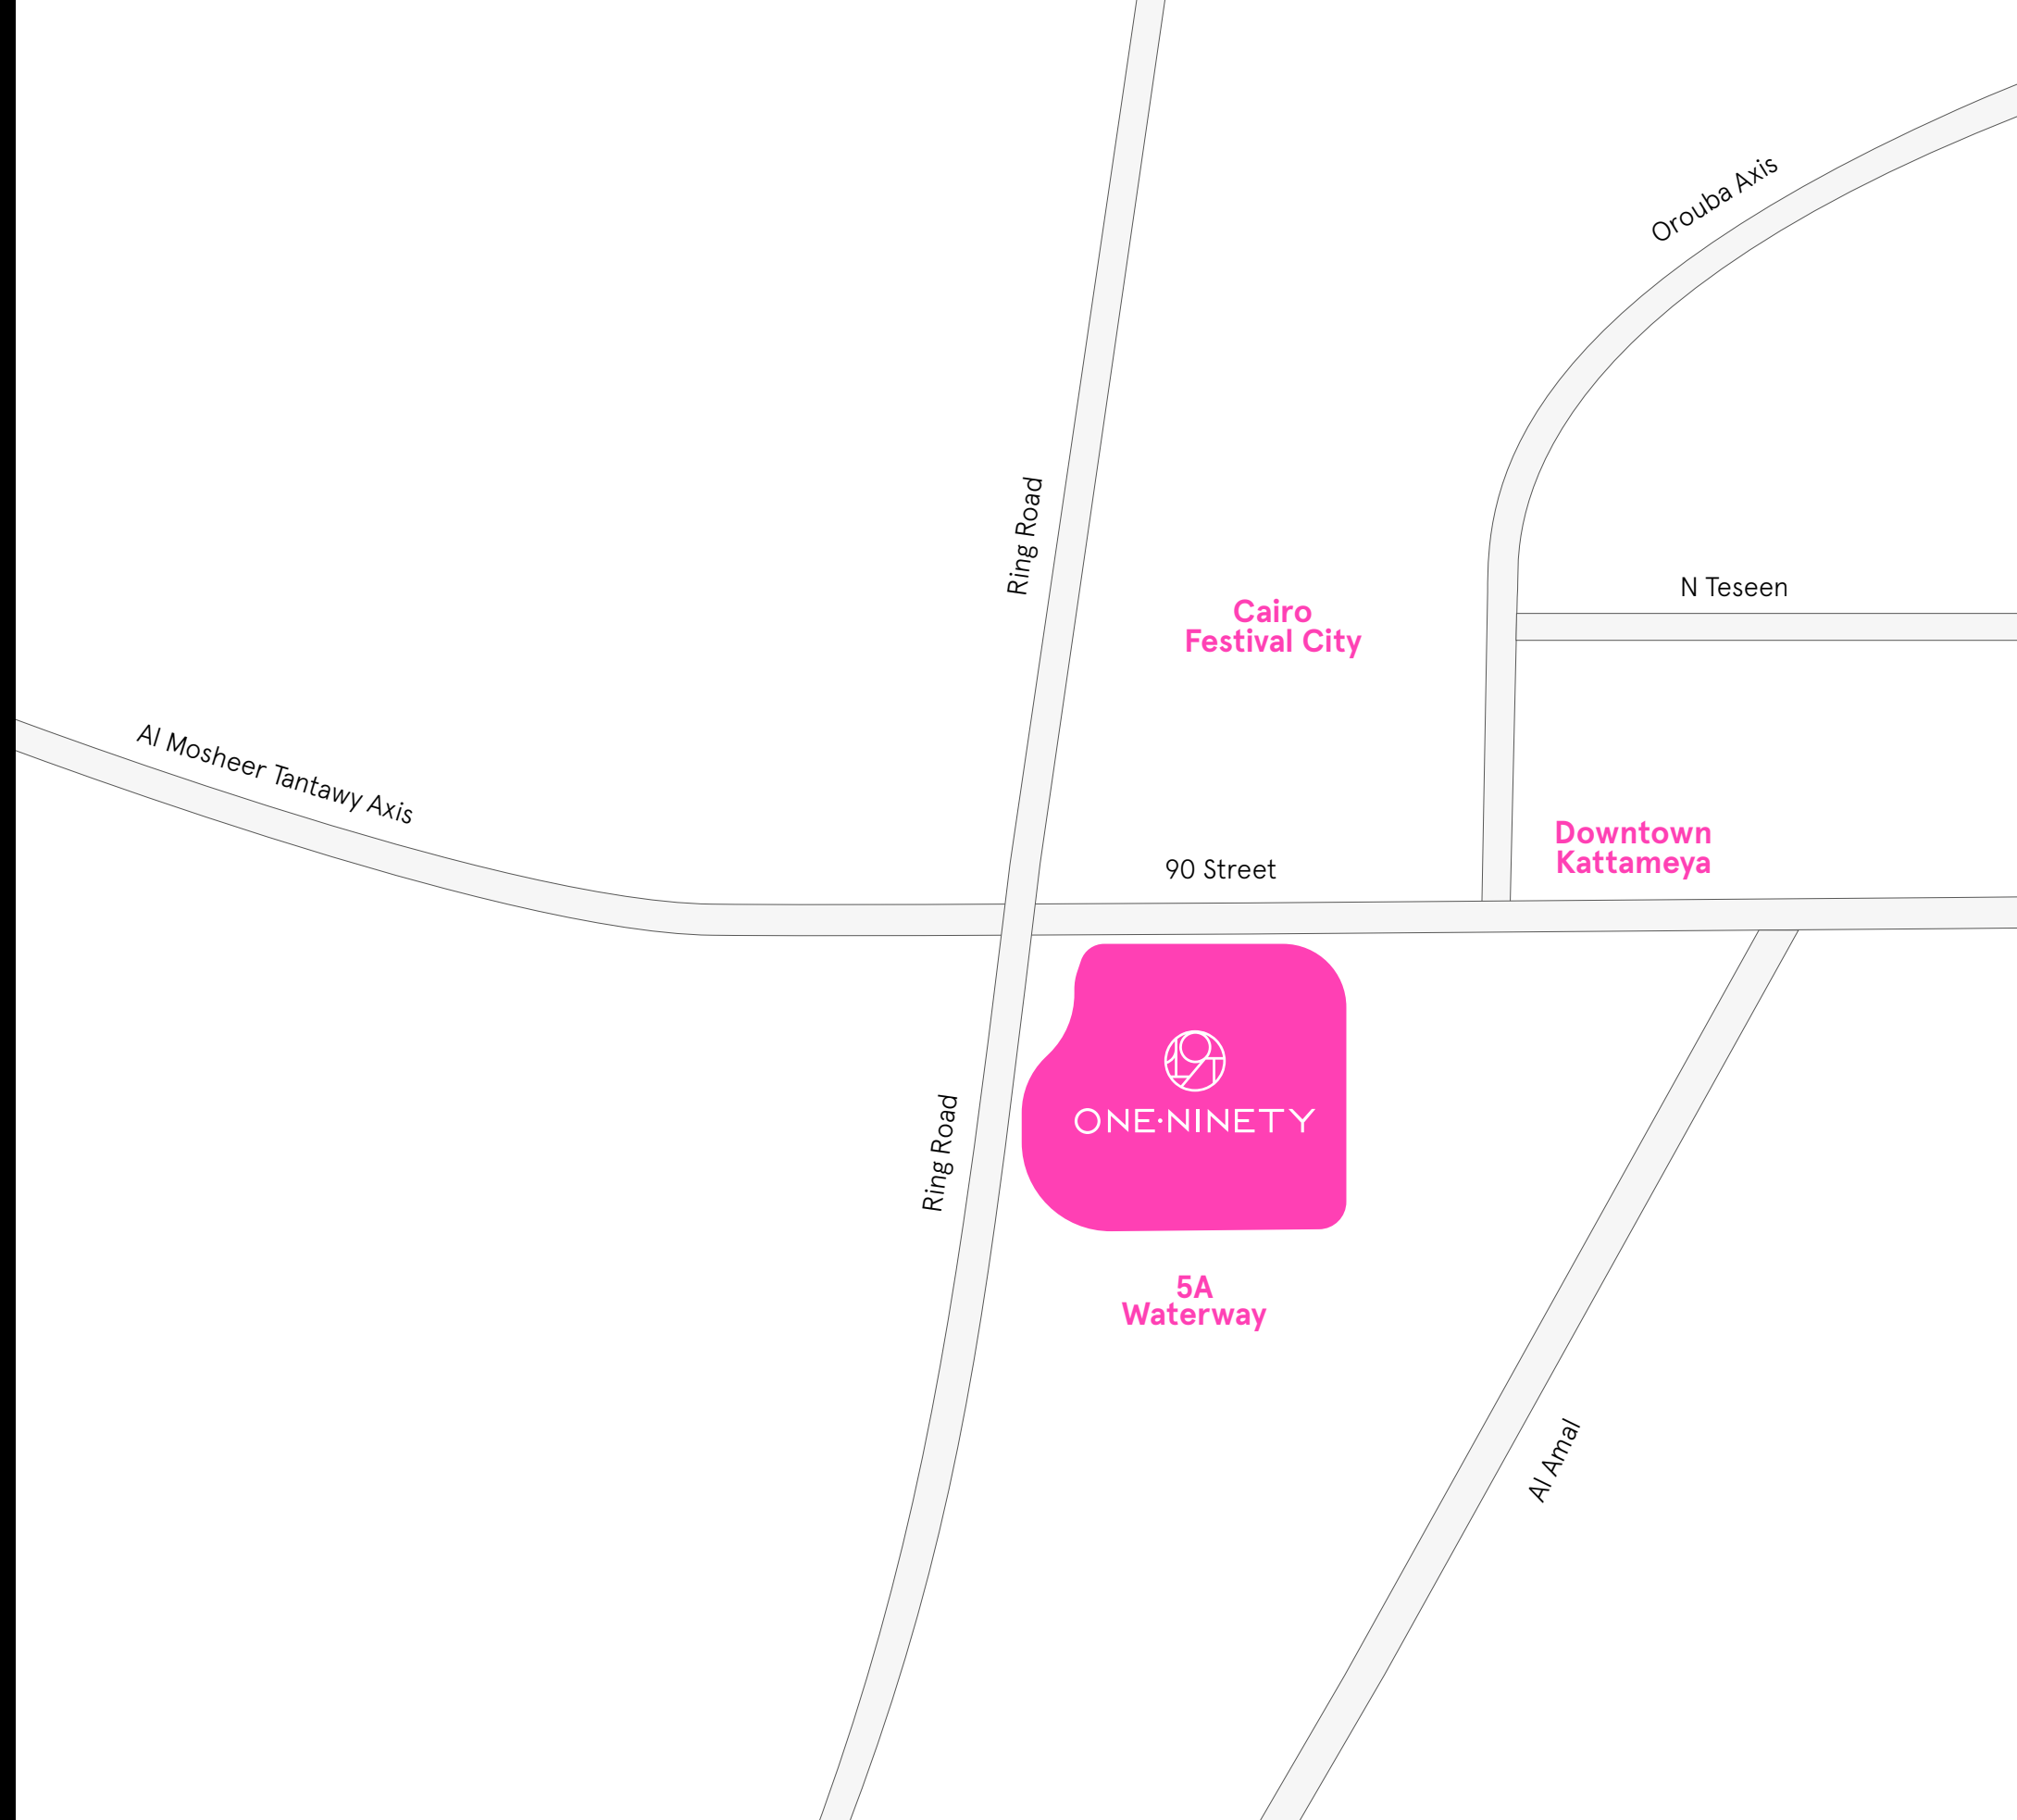 Orouba Axis
Ring Road
N Teseen
Cairo
Festival City
Al Mosheer Tantawy Axis
Downtown
Kattameya
90 Street
ONE·NINETY
Ring Road
5A
Waterway
Al Amal